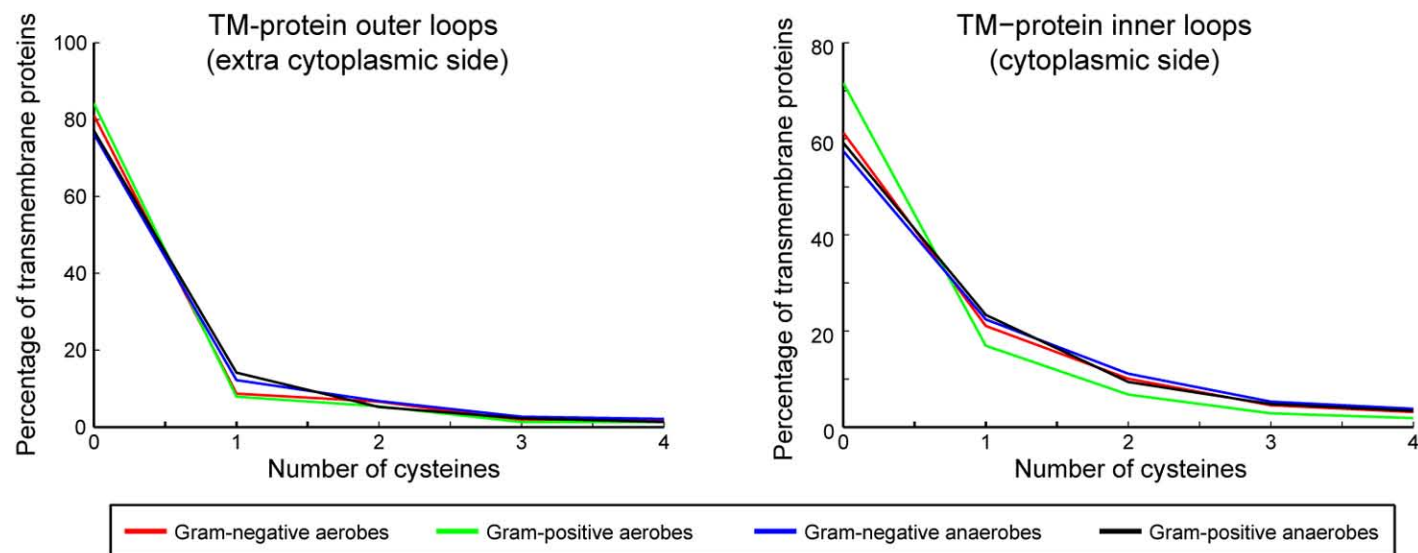 TM-protein outer loops
(extra cytoplasmic side)
Percentage of transmembrane proteins
100
80
60
40
20
0
0 1 2 3 4
Number of cysteines
TM−protein inner loops
(cytoplasmic side)
Percentage of transmembrane proteins
80
60
40
20
0
0 1 2 3 4
Number of cysteines
Gram-negative aerobes Gram-positive aerobes Gram-negative anaerobes Gram-positive anaerobes